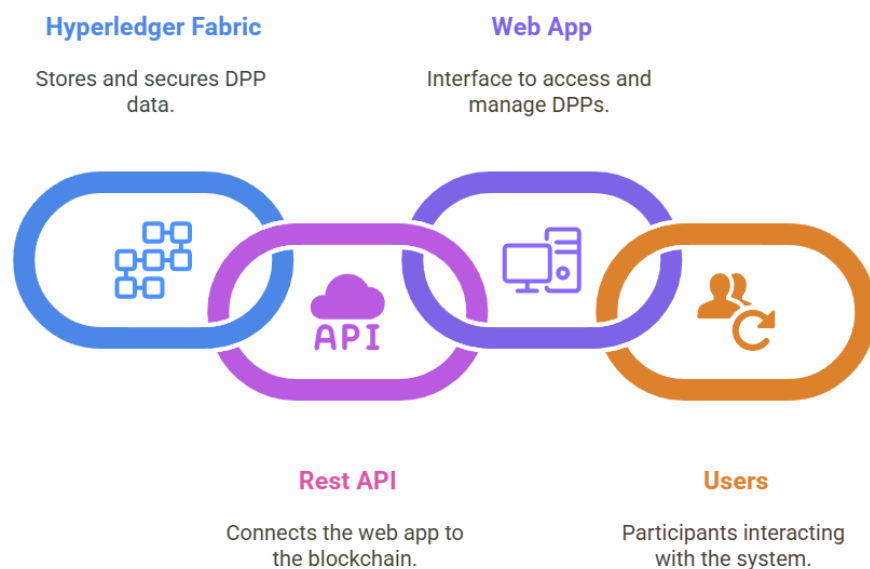 Hyperledger Fabric
Stores and secures DPP
data.
Web App
Interface to access and
manage DPPs.
API
Rest API
Connects the web app to
the blockchain.
Users
Participants interacting
with the system.